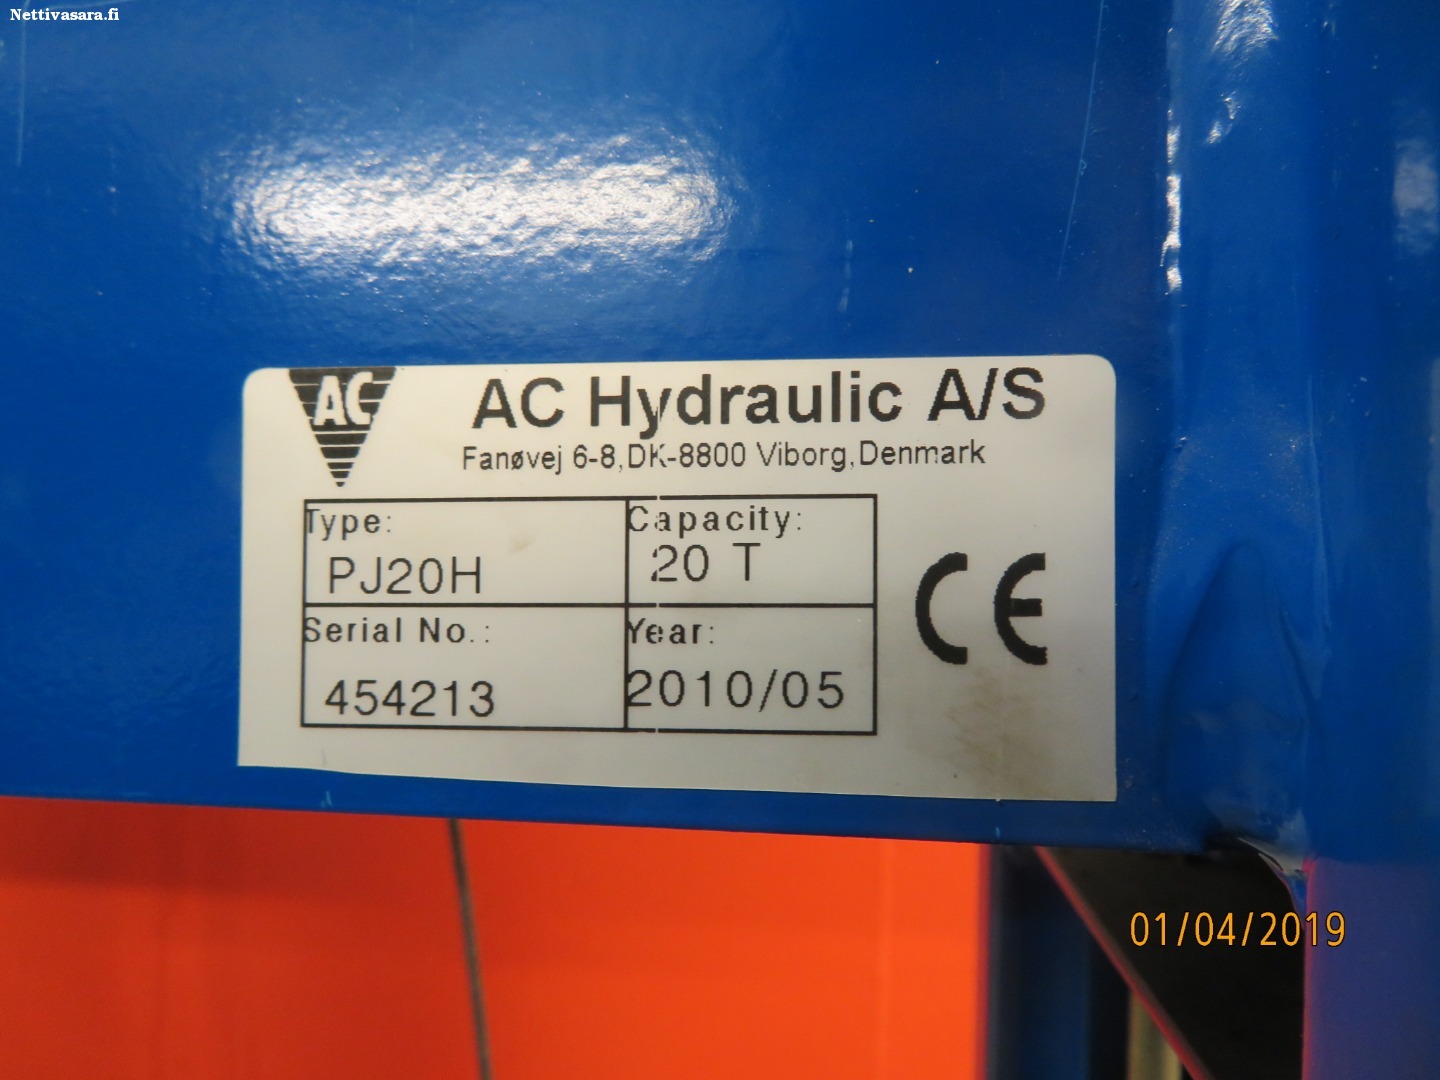 Nettivasara.fi
AC
AC Hydraulic A/S
Fanøvej 6-8,DK-8800 Viborg,Denmark
Type:
PJ20H
Capacity:
20 T
Serial No.:
454213
Year:
2010/05
CE
01/04/2019